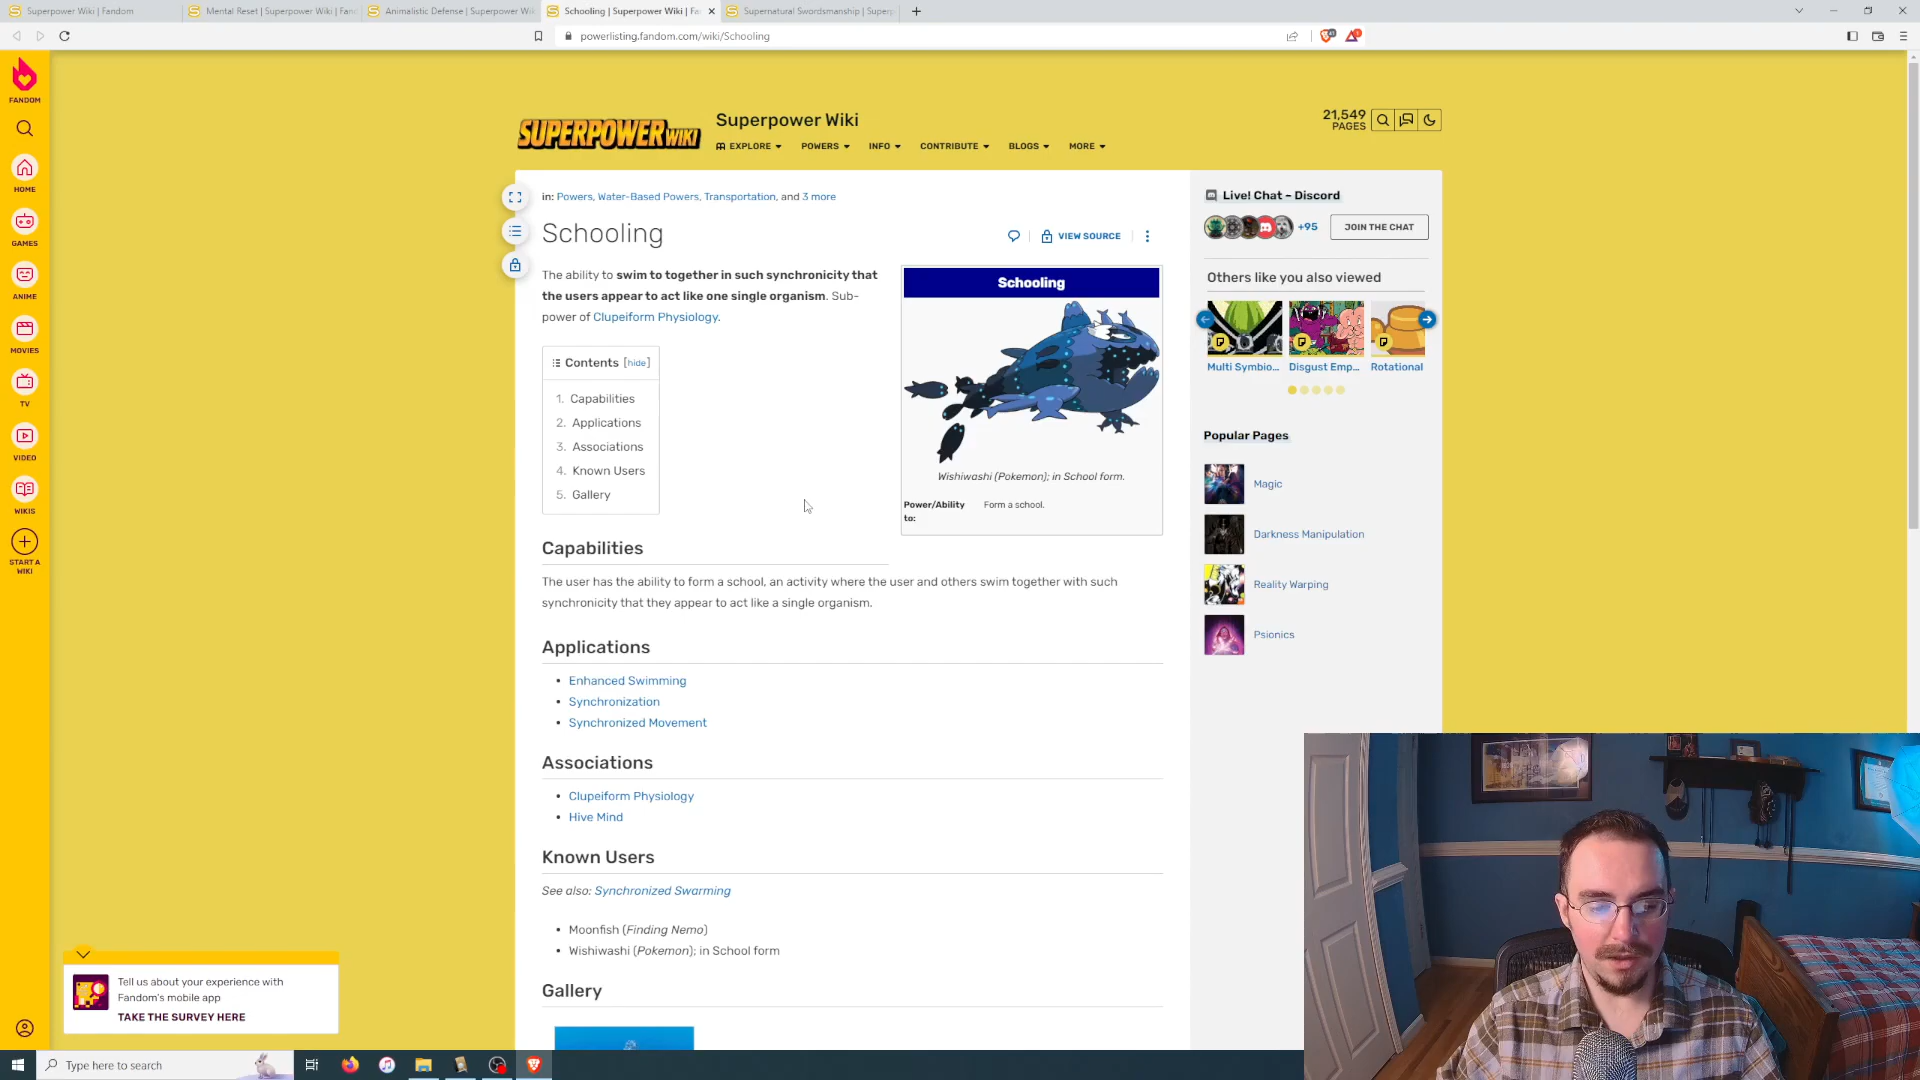 Superpower Wiki | Fandom
Mental Reset | Superpower Wiki | Fan
Animalistic Defense | Superpower Wi
Schooling | Superpower Wiki | Fa
Supernatural Swordsmanship | Superp
powerlisting.fandom.com/wiki/Schooling
FANDOM
HOME
GAMES
ANIME
MOVIES
TV
VIDEO
WIKIS
START A
WIKI
SUPERPOWER WIKI
Superpower Wiki
EXPLORE
POWERS
INFO
CONTRIBUTE
BLOGS
MORE
21,549
PAGES
in: Powers, Water-Based Powers, Transportation, and 3 more
Schooling
VIEW SOURCE
The ability to swim to together in such synchronicity that
the users appear to act like one single organism. Sub-
power of Clupeiform Physiology.
Contents [hide]
1. Capabilities
2. Applications
3. Associations
4. Known Users
5. Gallery
Schooling
Wishiwashi (Pokemon); in School form.
Power/Ability
to:
Form a school.
Capabilities
The user has the ability to form a school, an activity where the user and others swim together with such
synchronicity that they appear to act like a single organism.
Applications
• Enhanced Swimming
• Synchronization
• Synchronized Movement
Associations
• Clupeiform Physiology
• Hive Mind
Known Users
See also: Synchronized Swarming
• Moonfish (Finding Nemo)
• Wishiwashi (Pokemon); in School form
Gallery
Live! Chat – Discord
+95
JOIN THE CHAT
Others like you also viewed
Multi Symbio...
Disgust Emp...
Rotational
Popular Pages
Magic
Darkness Manipulation
Reality Warping
Psionics
Tell us about your experience with
Fandom's mobile app
TAKE THE SURVEY HERE
Type here to search